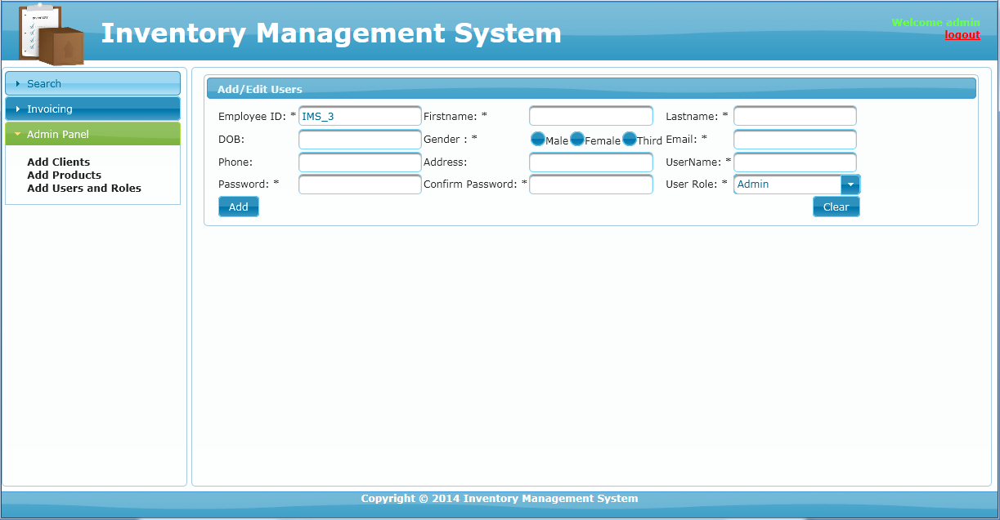 INVENTORY
Inventory Management System
Welcome admin
logout
Search
Invoicing
Admin Panel
Add Clients
Add Products
Add Users and Roles
Add/Edit Users
Employee ID: * IMS_3 Firstname: * Lastname: *
DOB: Gender : * Male Female Third Email: *
Phone: Address: UserName: *
Password: * Confirm Password: * User Role: * Admin
Add Clear
Copyright © 2014 Inventory Management System